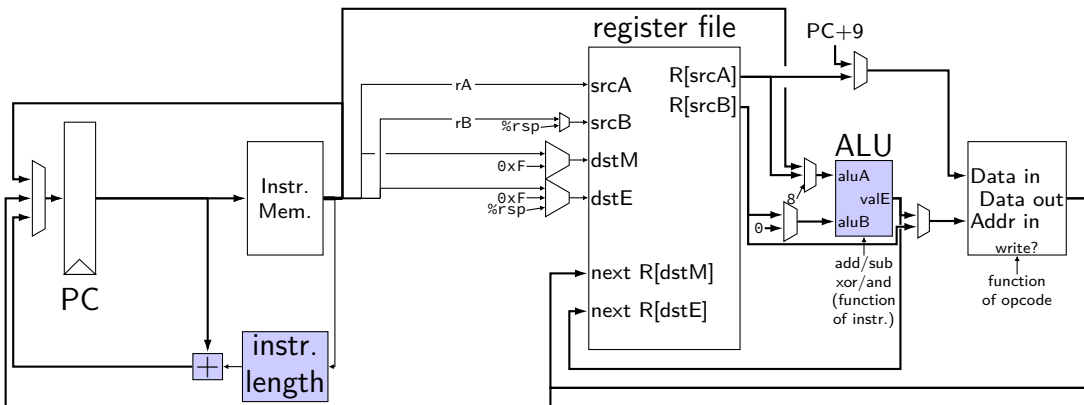 register file
PC+9
rA
srcA
R[srcA]
R[srcB]
rB
%rsp
srcB
ALU
Instr.
Mem.
0xF
dstM
aluA
Data in
valE
Data out
0xF
%rsp
dstE
8
0
aluB
Addr in
write?
PC
next R[dstM]
next R[dstE]
add/sub
xor/and
(function
of instr.)
function
of opcode
+
instr.
length